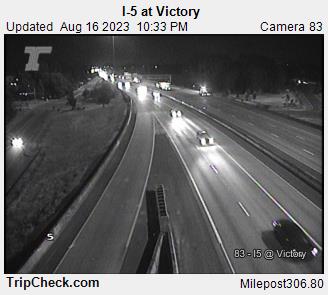 I-5 at Victory
Updated Aug 16 2023 10:33 PM Camera 83
T
S
83 - I5 @ Victory
TripCheck.com Milepost306.80